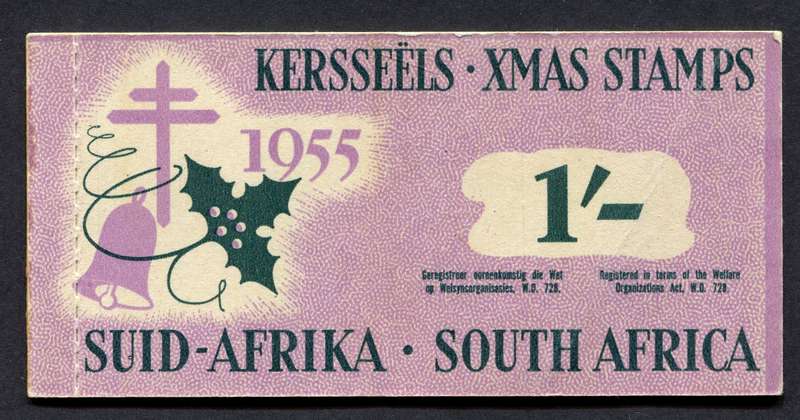 KERSSEËLS · XMAS STAMPS
1955
1/-
Geregistreer ooreenkomstig die Wet
op Welsynsorganisasies, W.O. 728.
Registered in terms of the Welfare
Organizations Act, W.O. 728.
SUID-AFRIKA · SOUTH AFRICA